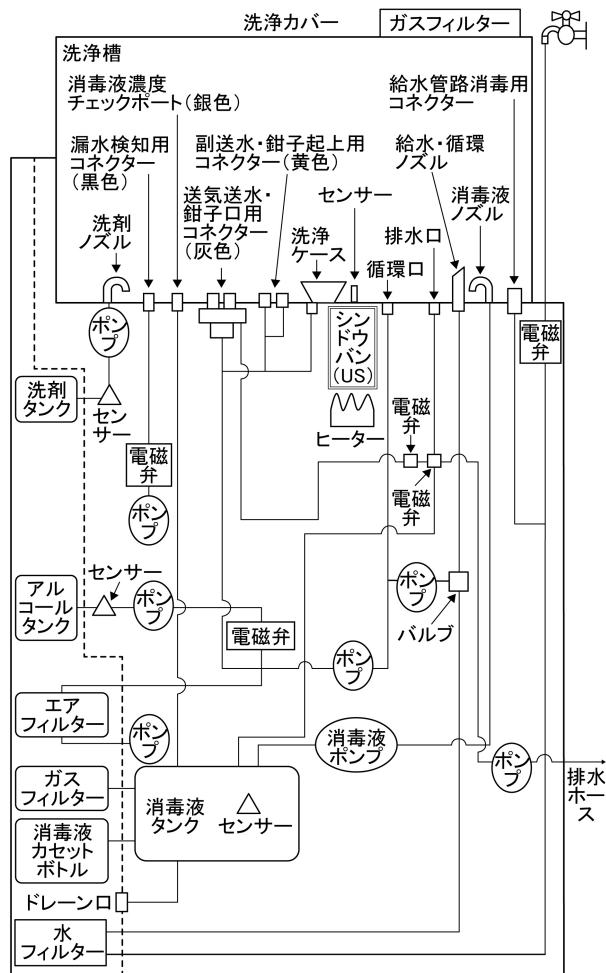 洗浄カバー
ガスフィルター
洗浄槽
消毒液濃度
チェックポート(銀色)
給水管路消毒用
コネクター
漏水検知用
コネクター
(黒色)
副送水・鉗子起上用
コネクター(黄色)
給水・循環
ノズル
送気送水・
鉗子口用
コネクター
(灰色)
センサー
消毒液
ノズル
洗剤
ノズル
洗浄
ケース
排水口
循環口
ポンプ
シンドウバン
(US)
電磁
弁
洗剤
タンク
センサー
ヒーター
電磁
弁
電磁
弁
電磁
弁
ポンプ
アル
コール
タンク
センサー
ポンプ
ポンプ
バルブ
電磁弁
ポンプ
エア
フィルター
ポンプ
消毒液
ポンプ
ポンプ
排水
ホース
ガス
フィルター
消毒液
タンク
センサー
消毒液
カセット
ボトル
ドレーン口
水
フィルター